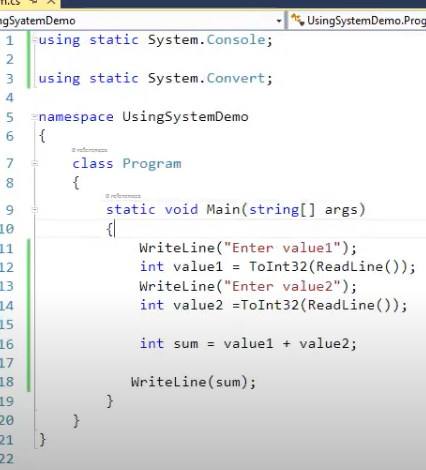 m.cs
ngSyatemDemo
UsingSystemDemo.Prog
1 using static System.Console;
2
3 using static System.Convert;
4
5 namespace UsingSystemDemo
6 {
0 references
7 class Program
8 {
0 references
9 static void Main(string[] args)
10 {
11 WriteLine("Enter value1");
12 int value1 = ToInt32(ReadLine());
13 WriteLine("Enter value2");
14 int value2 =ToInt32(ReadLine());
15
16 int sum = value1 + value2;
17
18 WriteLine(sum);
19 }
20 }
21 }
22